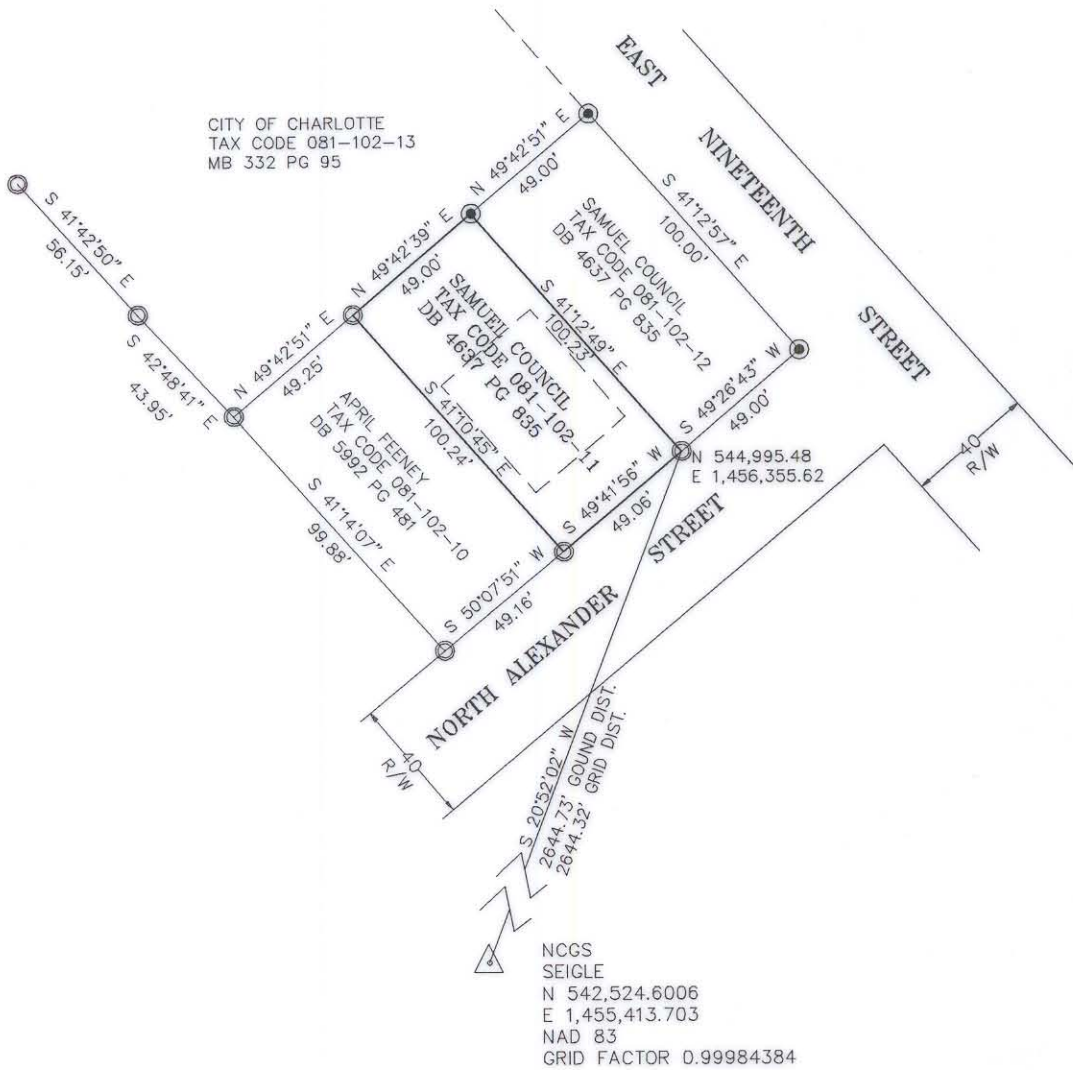 EAST
NINETEENTH
STREET
CITY OF CHARLOTTE
TAX CODE 081-102-13
MB 332 PG 95
S 41°42'50" E
56.15'
S 42°48'41" E
43.95'
N 49°42'51" E
49.25'
N 49°42'39" E
49.00'
N 49°42'51" E
49.00'
S 41°12'57" E
100.00'
SAMUEL COUNCIL
TAX CODE 081-102-12
DB 4637 PG 835
S 41°12'49" E
100.23'
SAMUEL COUNCIL
TAX CODE 081-102-11
DB 4637 PG 835
S 41°10'45" E
100.24'
APRIL FEENEY
TAX CODE 081-102-10
DB 5992 PG 481
S 41°14'07" E
99.88'
S 49°26'43" W
49.00'
S 49°41'56" W
49.06'
S 50°07'51" W
49.16'
N 544,995.48
E 1,456,355.62
40
R/W
NORTH ALEXANDER STREET
40
R/W
S 20°52'02" W
2644.73' GOUND DIST.
2644.32' GRID DIST.
NCGS
SEIGLE
N 542,524.6006
E 1,455,413.703
NAD 83
GRID FACTOR 0.99984384